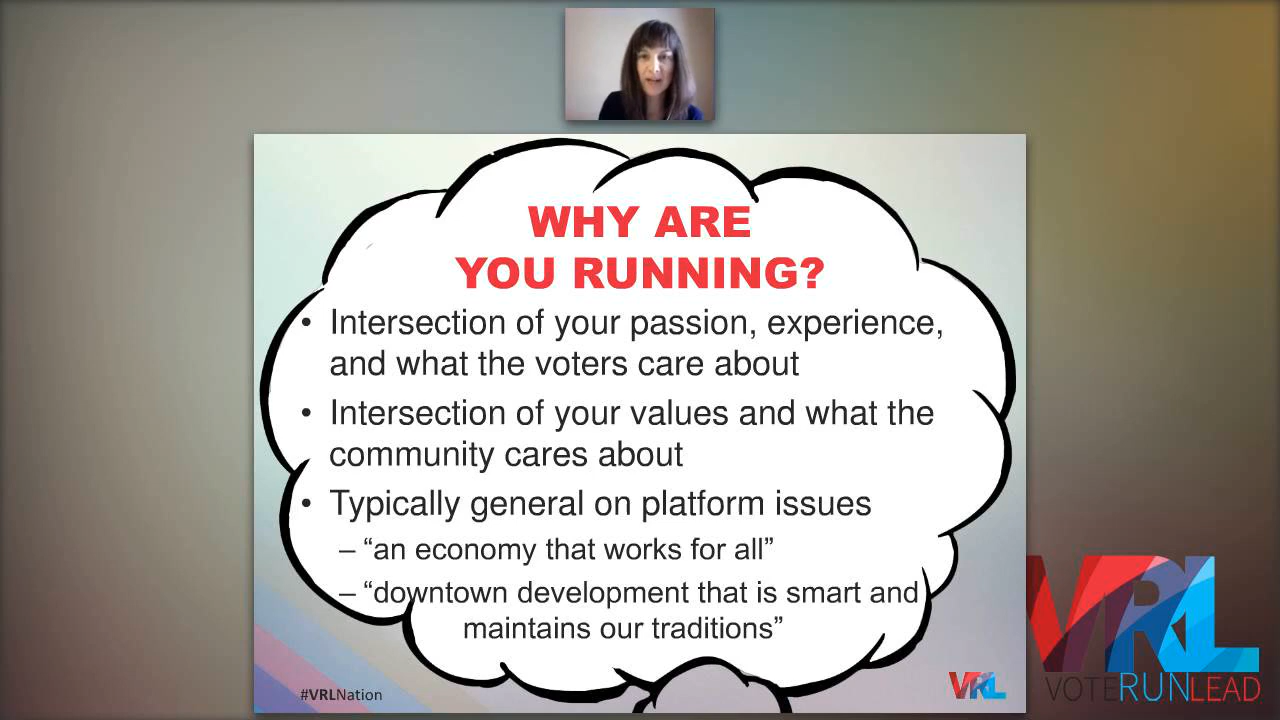 WHY ARE
YOU RUNNING?
• Intersection of your passion, experience,
and what the voters care about
• Intersection of your values and what the
community cares about
• Typically general on platform issues
– “an economy that works for all”
– “downtown development that is smart and
maintains our traditions”
#VRLNation
VRL
VRL
VOTERUNLEAD